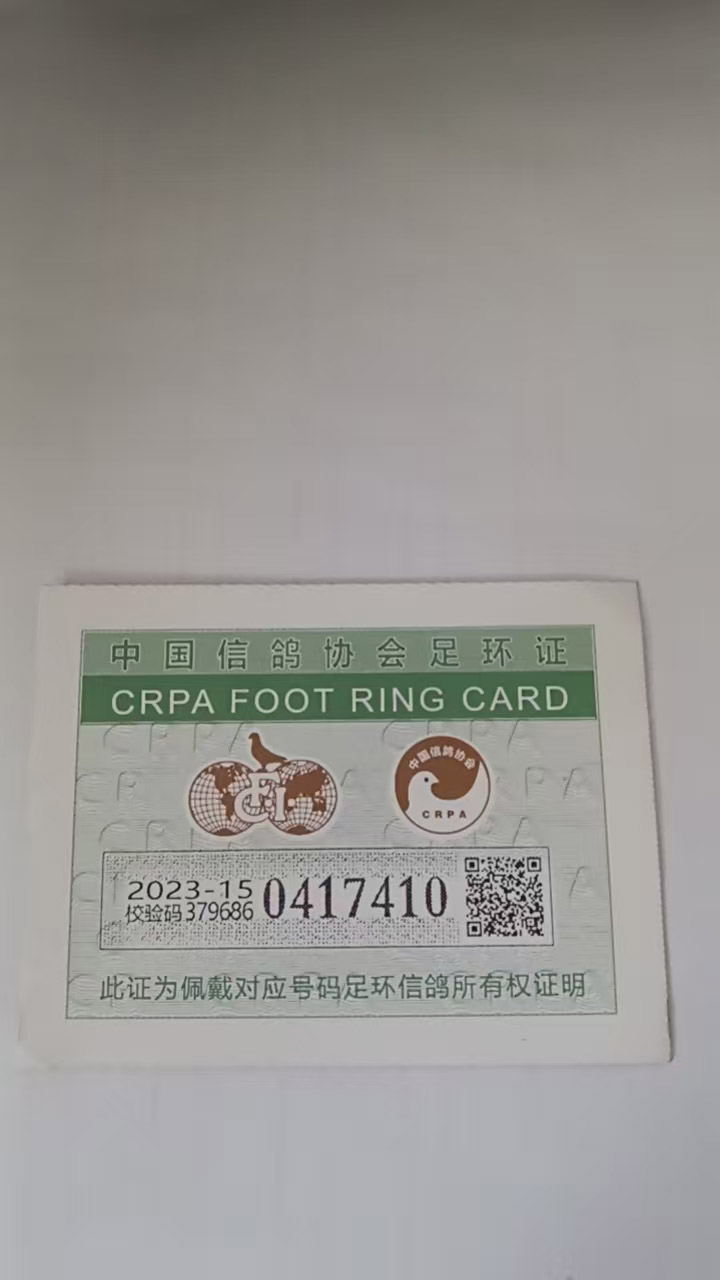 中国信鸽协会足环证
CRPA FOOT RING CARD
FCI
中国信鸽协会
CRPA
2023-15
校验码379686
0417410
此证为佩戴对应号码足环信鸽所有权证明